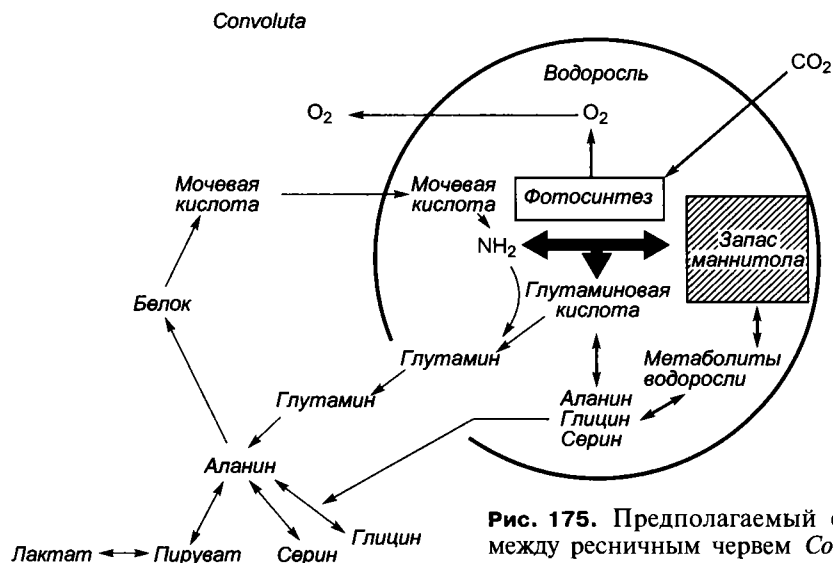 Convoluta
Водоросль
CO₂
O₂
O₂
Мочевая
кислота
Мочевая
кислота
Фотосинтез
Запас
маннитола
NH₂
Глутаминовая
кислота
Белок
Глутамин
Метаболиты
водоросли
Глутамин
Аланин
Глицин
Серин
Аланин
Лактат
Пируват
Серин
Глицин
Рис. 175. Предполагаемый
между ресничным червем Co